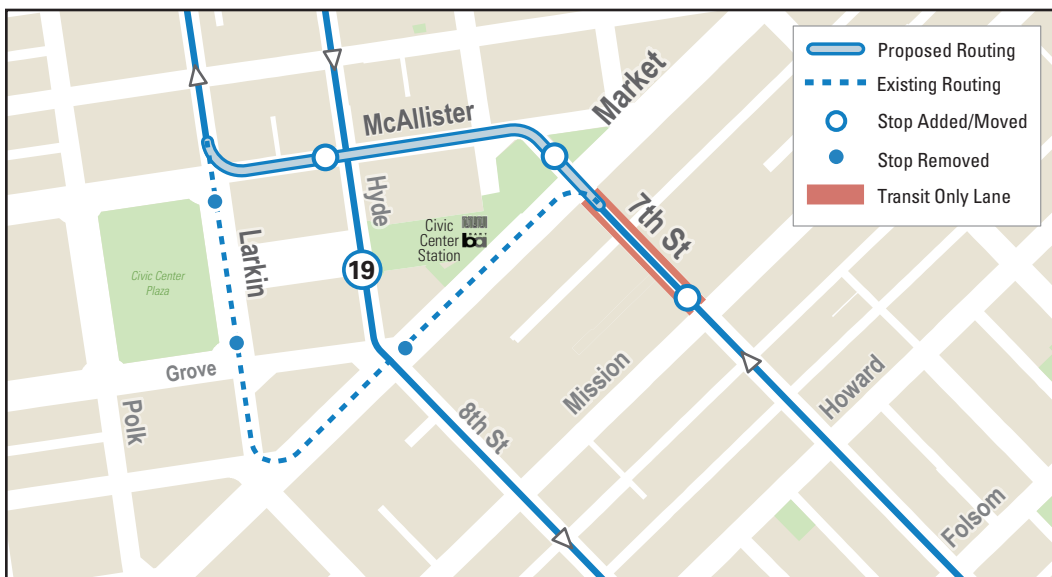 Proposed Routing
Existing Routing
Stop Added/Moved
Stop Removed
Transit Only Lane
Market
McAllister
Hyde
7th St
Civic
Center
Station
ba
Larkin
19
Civic Center
Plaza
Grove
Polk
8th St
Mission
Howard
Folsom